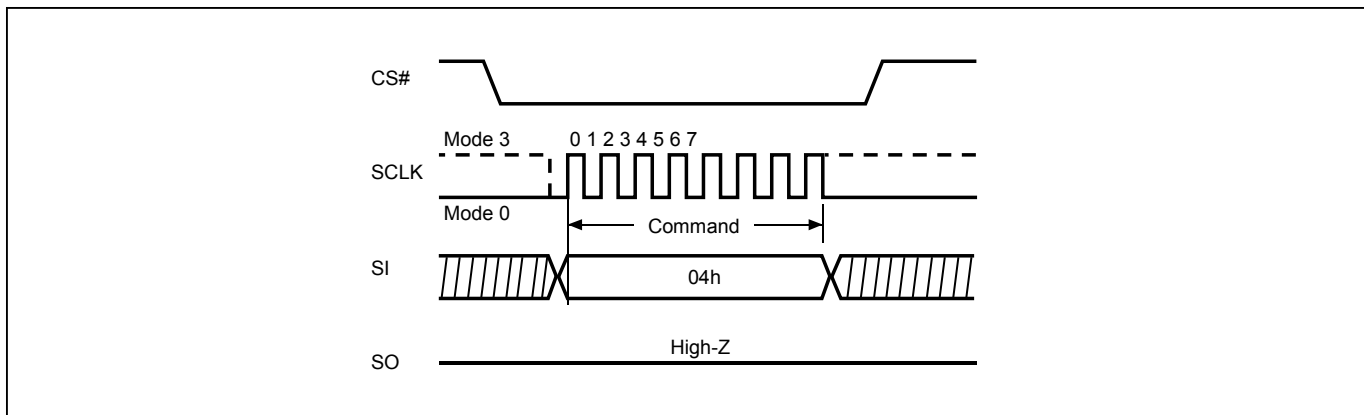 CS#
Mode 3
0 1 2 3 4 5 6 7
SCLK
Mode 0
Command
SI
04h
High-Z
SO